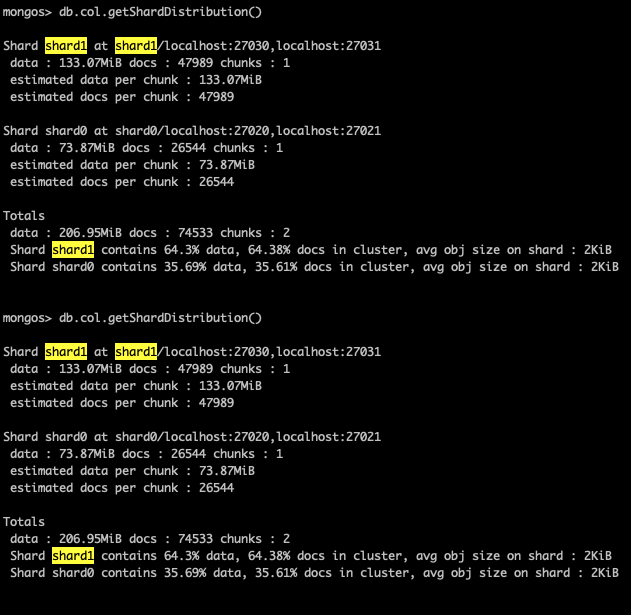 mongos> db.col.getShardDistribution()
Shard shard1 at shard1/localhost:27030,localhost:27031
data : 133.07MiB docs : 47989 chunks : 1
estimated data per chunk : 133.07MiB
estimated docs per chunk : 47989
Shard shard0 at shard0/localhost:27020,localhost:27021
data : 73.87MiB docs : 26544 chunks : 1
estimated data per chunk : 73.87MiB
estimated docs per chunk : 26544
Totals
data : 206.95MiB docs : 74533 chunks : 2
Shard shard1 contains 64.3% data, 64.38% docs in cluster, avg obj size on shard : 2KiB
Shard shard0 contains 35.69% data, 35.61% docs in cluster, avg obj size on shard : 2KiB
mongos> db.col.getShardDistribution()
Shard shard1 at shard1/localhost:27030,localhost:27031
data : 133.07MiB docs : 47989 chunks : 1
estimated data per chunk : 133.07MiB
estimated docs per chunk : 47989
Shard shard0 at shard0/localhost:27020,localhost:27021
data : 73.87MiB docs : 26544 chunks : 1
estimated data per chunk : 73.87MiB
estimated docs per chunk : 26544
Totals
data : 206.95MiB docs : 74533 chunks : 2
Shard shard1 contains 64.3% data, 64.38% docs in cluster, avg obj size on shard : 2KiB
Shard shard0 contains 35.69% data, 35.61% docs in cluster, avg obj size on shard : 2KiB